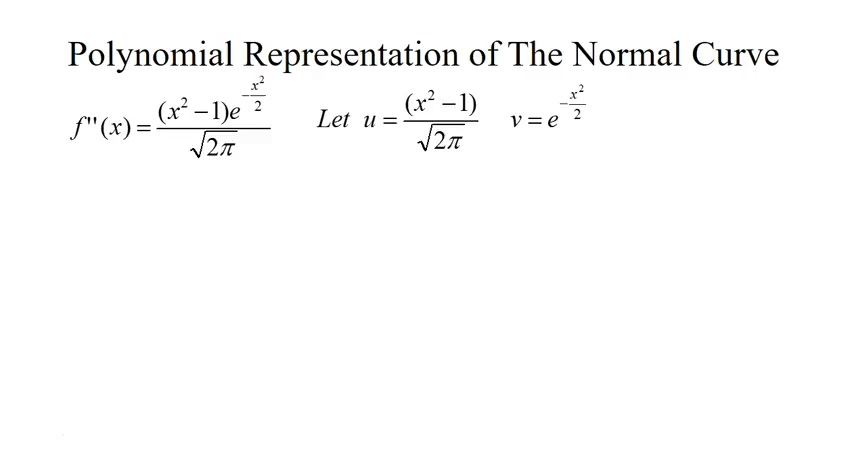 Polynomial Representation of The Normal Curve
f''(x) = (x² −1)e^(−x²/2) / √2π Let u = (x² −1) / √2π v = e^(−x²/2)